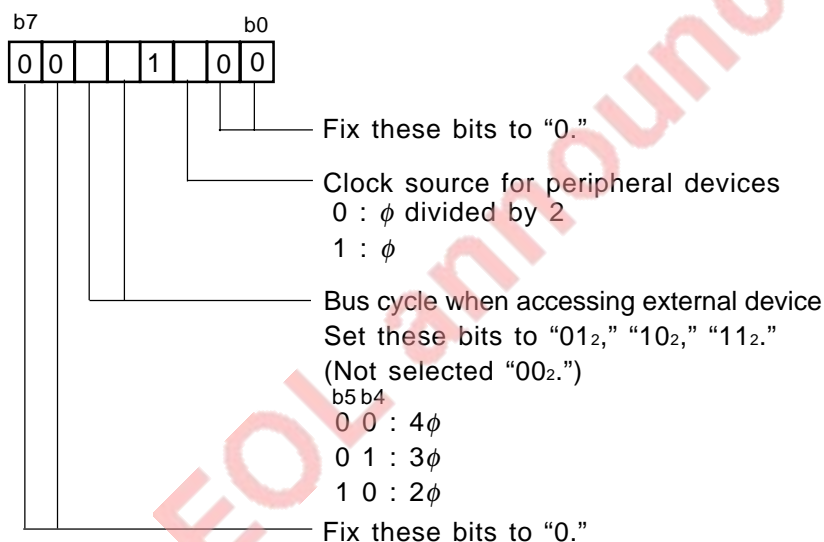 b7 b0
0 0 1 0 0
Fix these bits to “0.”
Clock source for peripheral devices
0 : ϕ divided by 2
1 : ϕ
Bus cycle when accessing external device
Set these bits to “01₂,” “10₂,” “11₂.”
(Not selected “00₂.”)
b5 b4
0 0 : 4ϕ
0 1 : 3ϕ
1 0 : 2ϕ
Fix these bits to “0.”
EOL announc